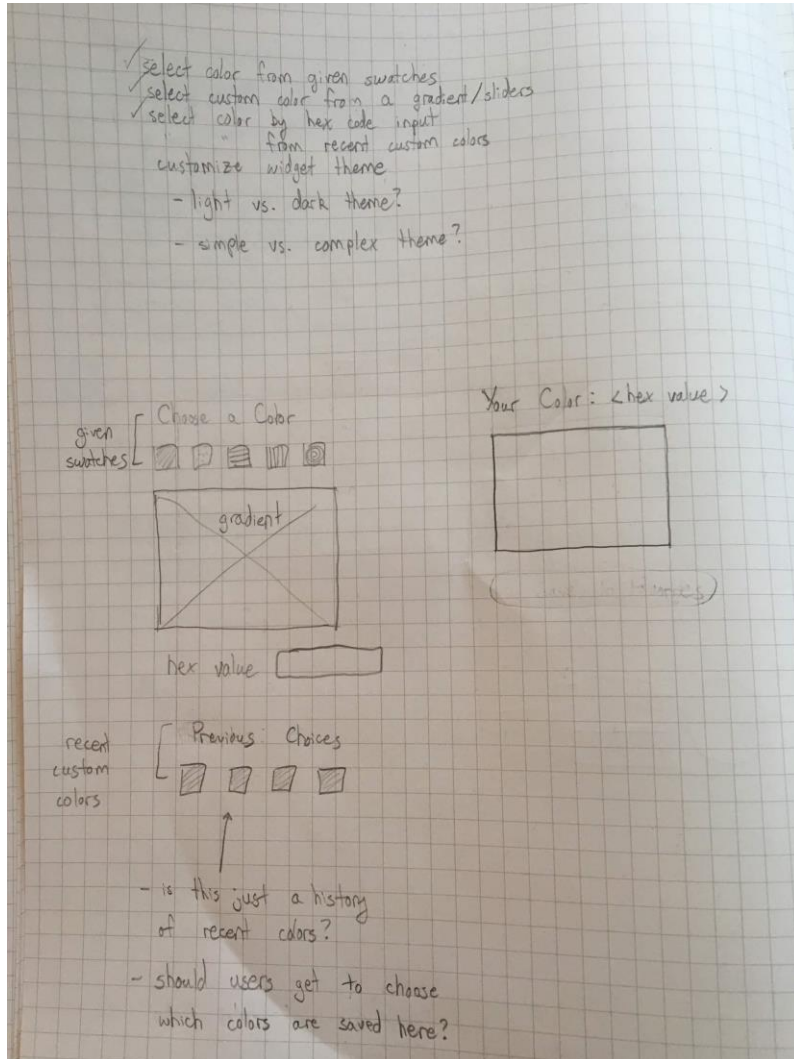 ✓ select color from given swatches
✓ select custom color from a gradient/sliders
✓ select color by hex code input
" " from recent custom colors
customize widget theme
- light vs. dark theme?
- simple vs. complex theme?
given
swatches
Choose a Color
gradient
hex value
Your Color: <hex value>
recent
custom
colors
Previous Choices
- is this just a history
of recent colors?
- should users get to choose
which colors are saved here?